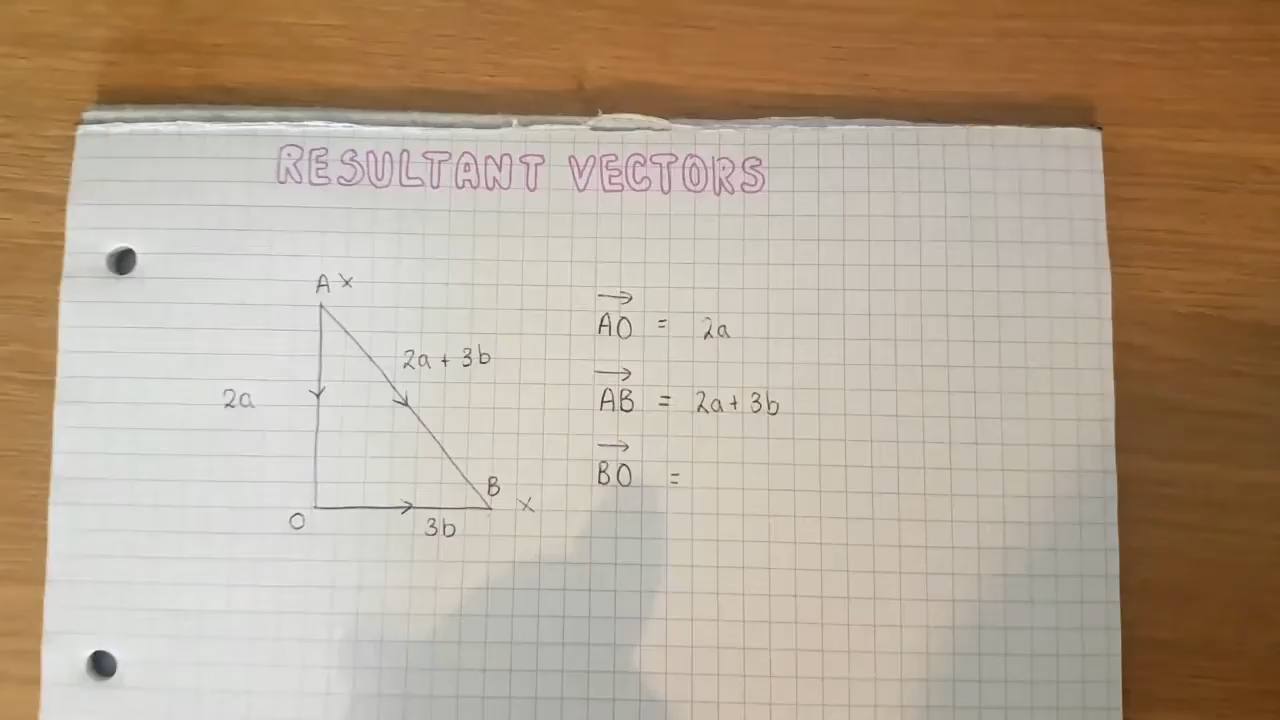 RESULTANT VECTORS
A x
2a + 3b
2a
B
x
O
3b
AO = 2a
AB = 2a + 3b
BO =